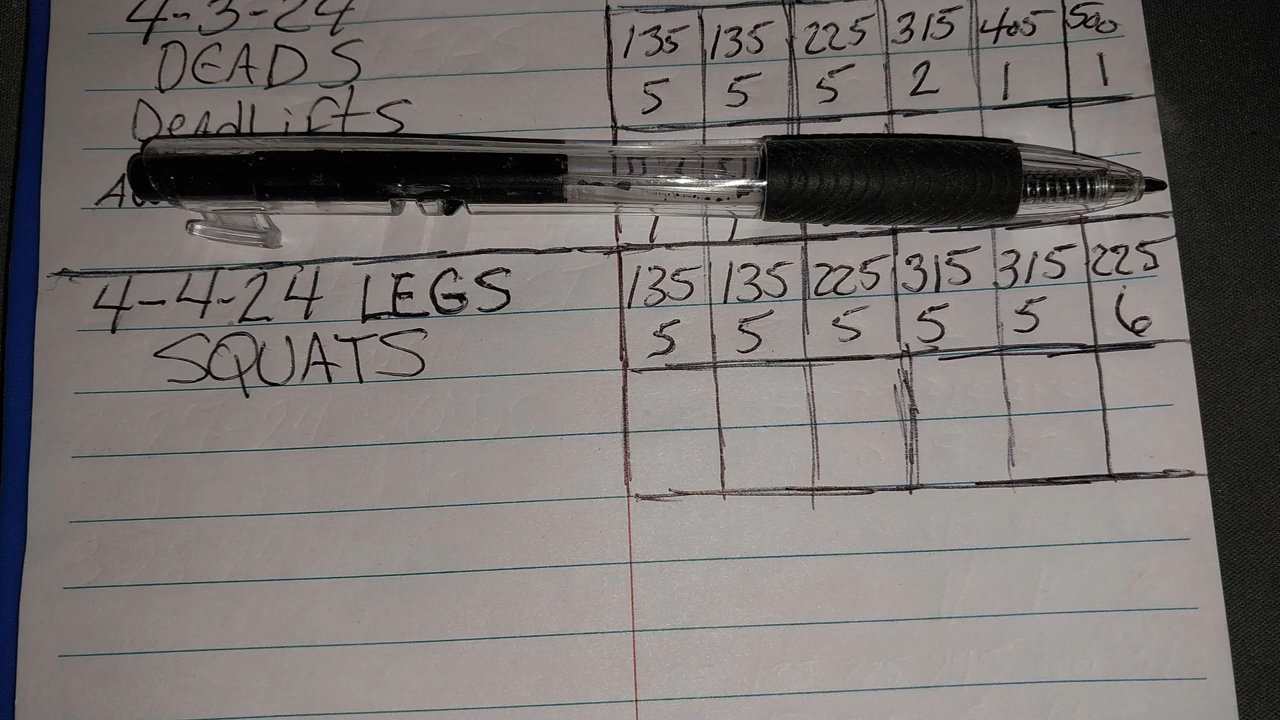 4-3-24
DEADS 135 135 225 315 405 500
Deadlifts 5 5 5 2 1 1
4-4-24 LEGS 135 135 225 315 315 225
SQUATS 5 5 5 5 5 6